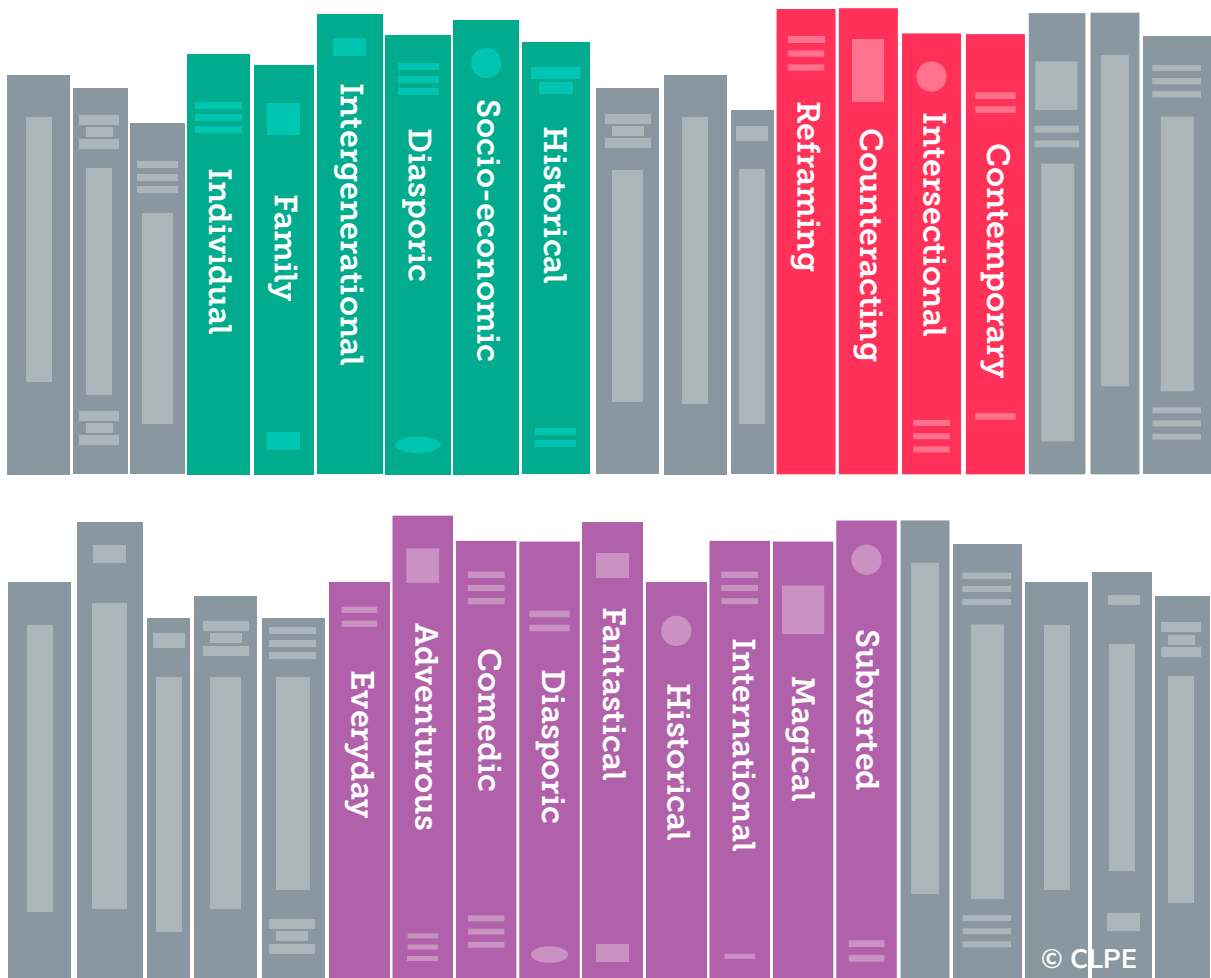 Individual
Family
Intergenerational
Diasporic
Socio-economic
Historical
Reframing
Counteracting
Intersectional
Contemporary
Everyday
Adventurous
Comedic
Diasporic
Fantastical
Historical
International
Magical
Subverted
© CLPE